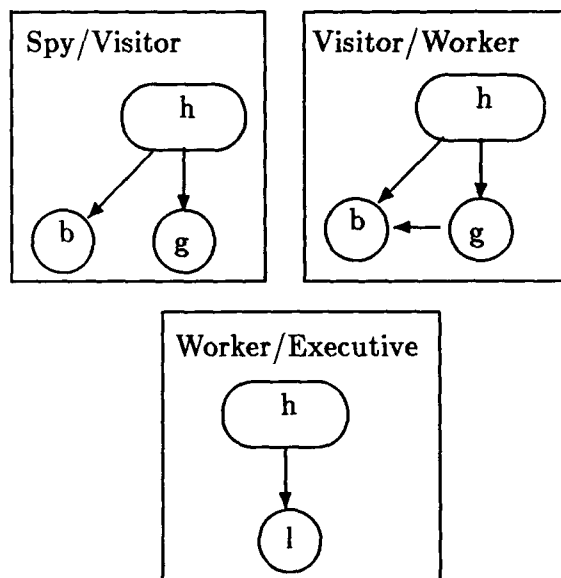 Spy/Visitor
h
b
g
Visitor/Worker
h
b
g
Worker/Executive
h
l